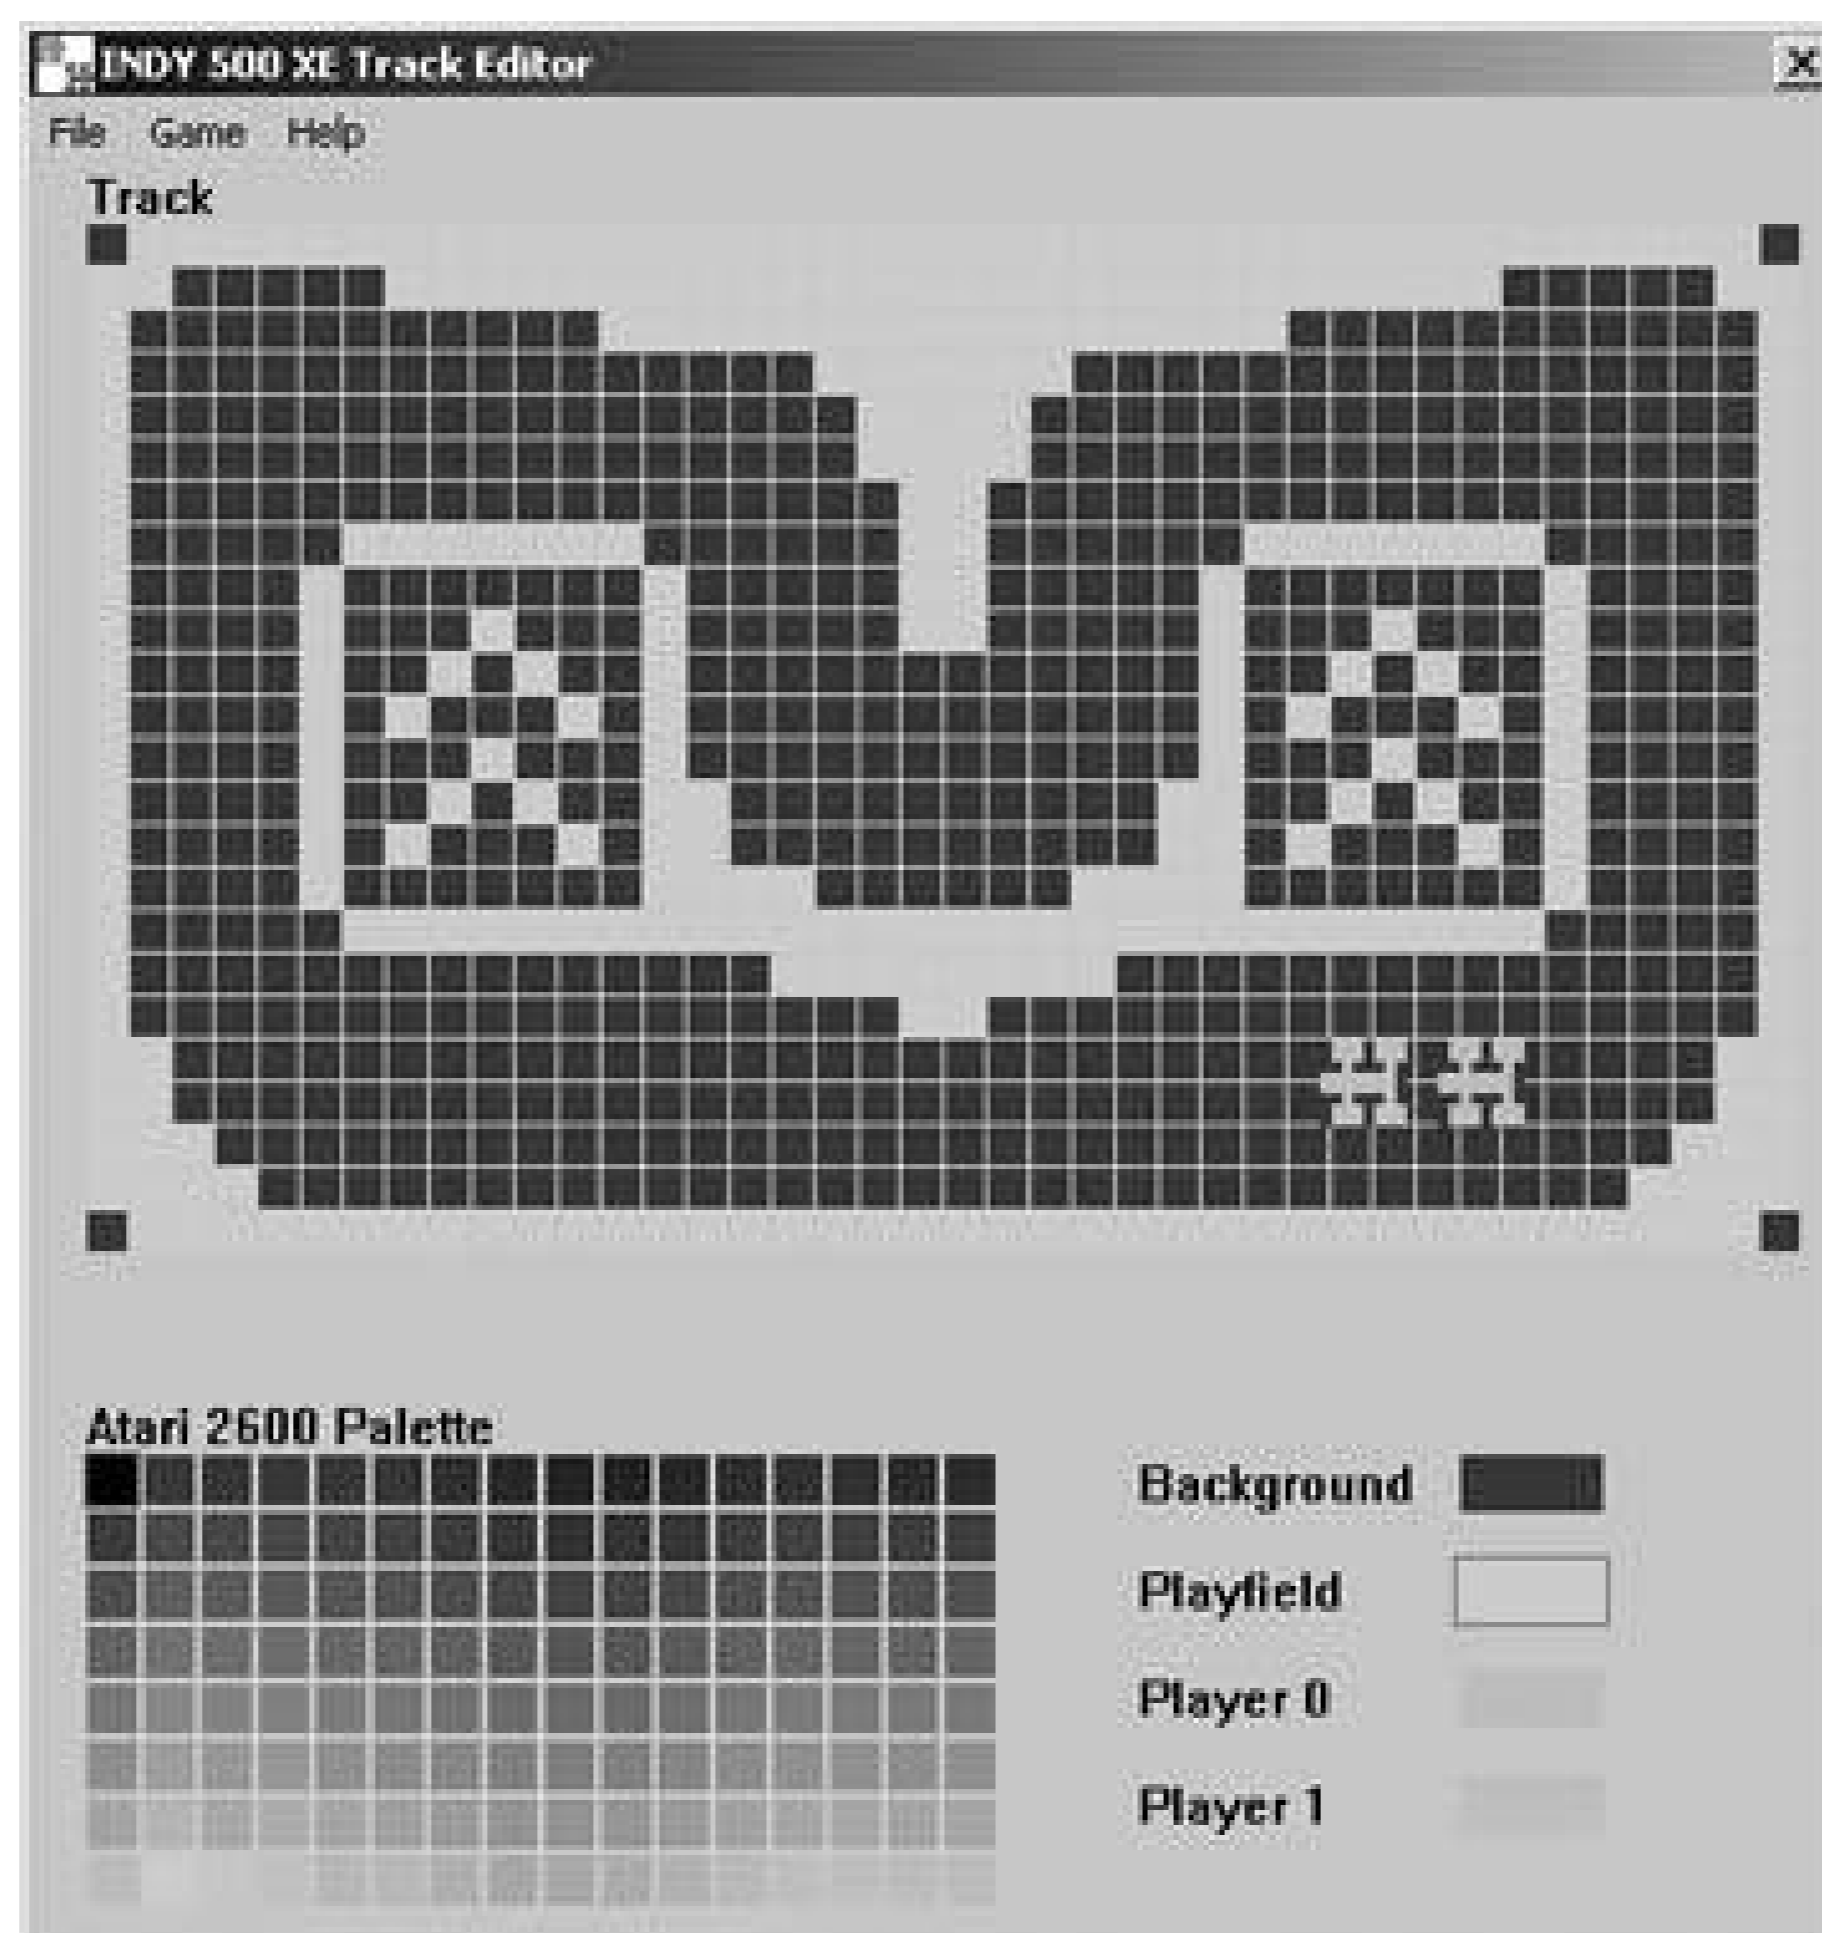 INDY 500 XE Track Editor
File Game Help
Track
Atari 2600 Palette
Background
Playfield
Player 0
Player 1